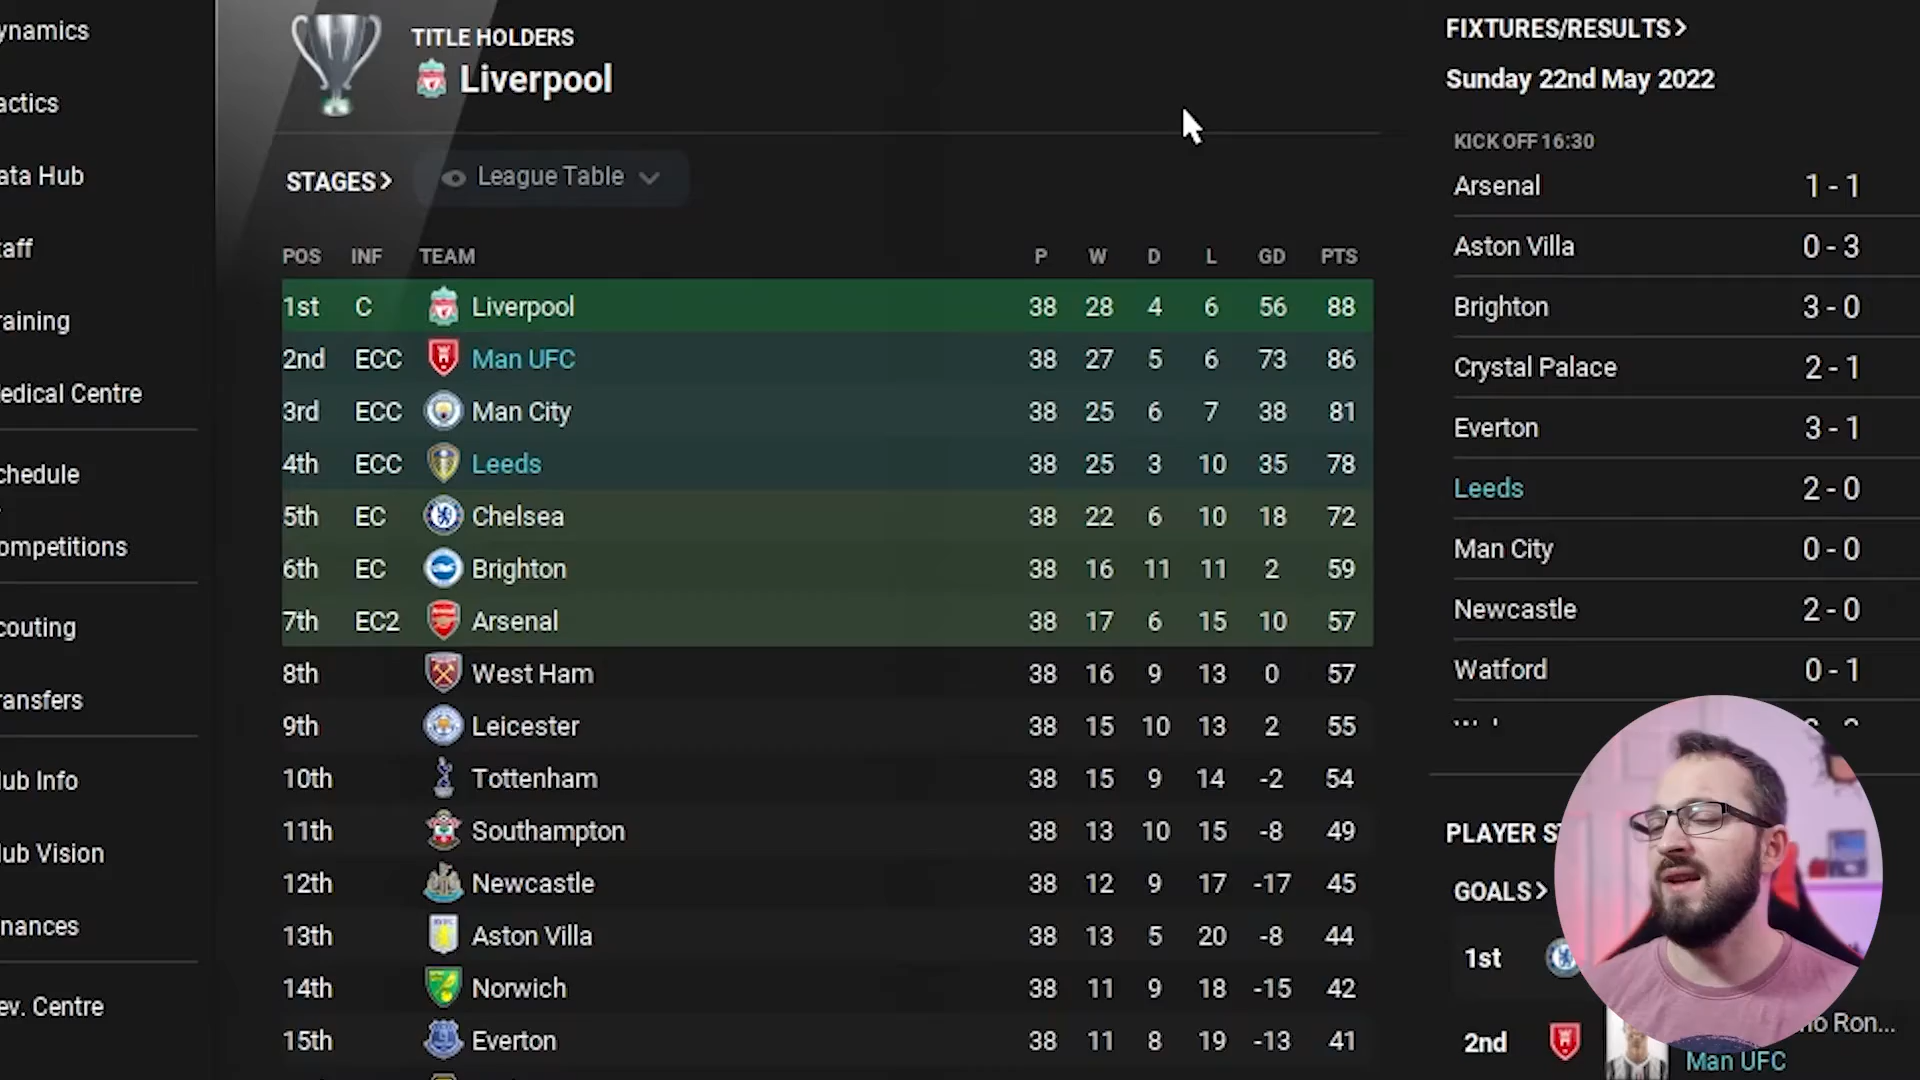 ynamics
actics
ata Hub
taff
raining
edical Centre
chedule
ompetitions
couting
ransfers
lub Info
lub Vision
nances
ev. Centre
TITLE HOLDERS
Liverpool
STAGES
League Table
POS INF TEAM P W D L GD PTS
1st C Liverpool 38 28 4 6 56 88
2nd ECC Man UFC 38 27 5 6 73 86
3rd ECC Man City 38 25 6 7 38 81
4th ECC Leeds 38 25 3 10 35 78
5th EC Chelsea 38 22 6 10 18 72
6th EC Brighton 38 16 11 11 2 59
7th EC2 Arsenal 38 17 6 15 10 57
8th West Ham 38 16 9 13 0 57
9th Leicester 38 15 10 13 2 55
10th Tottenham 38 15 9 14 -2 54
11th Southampton 38 13 10 15 -8 49
12th Newcastle 38 12 9 17 -17 45
13th Aston Villa 38 13 5 20 -8 44
14th Norwich 38 11 9 18 -15 42
15th Everton 38 11 8 19 -13 41
FIXTURES/RESULTS
Sunday 22nd May 2022
KICK OFF 16:30
Arsenal 1 - 1
Aston Villa 0 - 3
Brighton 3 - 0
Crystal Palace 2 - 1
Everton 3 - 1
Leeds 2 - 0
Man City 0 - 0
Newcastle 2 - 0
Watford 0 - 1
PLAYER ST
GOALS
1st
2nd
no Ron...
Man UFC